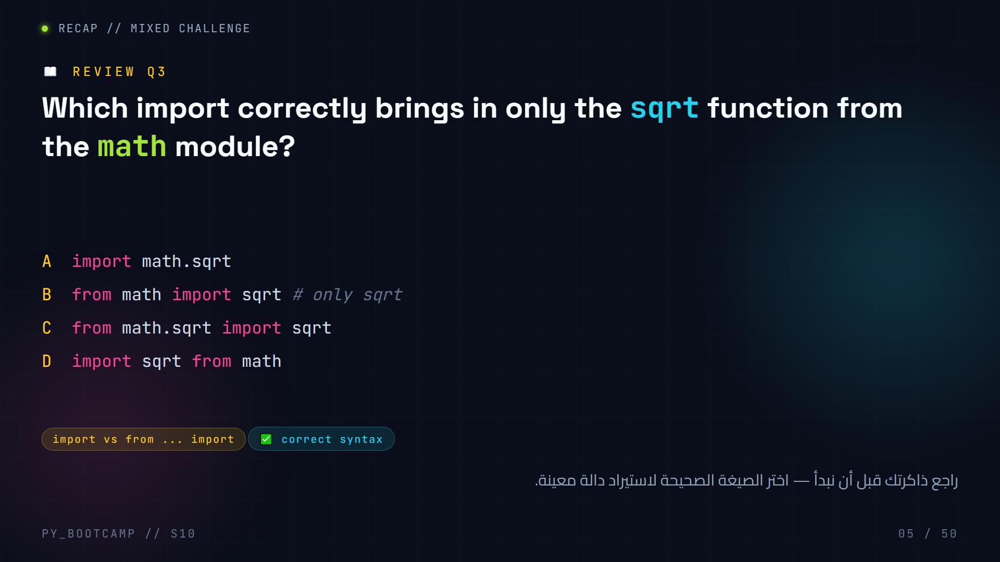 RECAP // MIXED CHALLENGE
📖 REVIEW Q3
Which import correctly brings in only the sqrt function from
the math module?
A import math.sqrt
B from math import sqrt # only sqrt
C from math.sqrt import sqrt
D import sqrt from math
import vs from ... import ✅ correct syntax
راجع ذاكرتك قبل أن نبدأ — اختر الصيغة الصحيحة لاستيراد دالة معينة.
PY_BOOTCAMP // S10
05 / 50